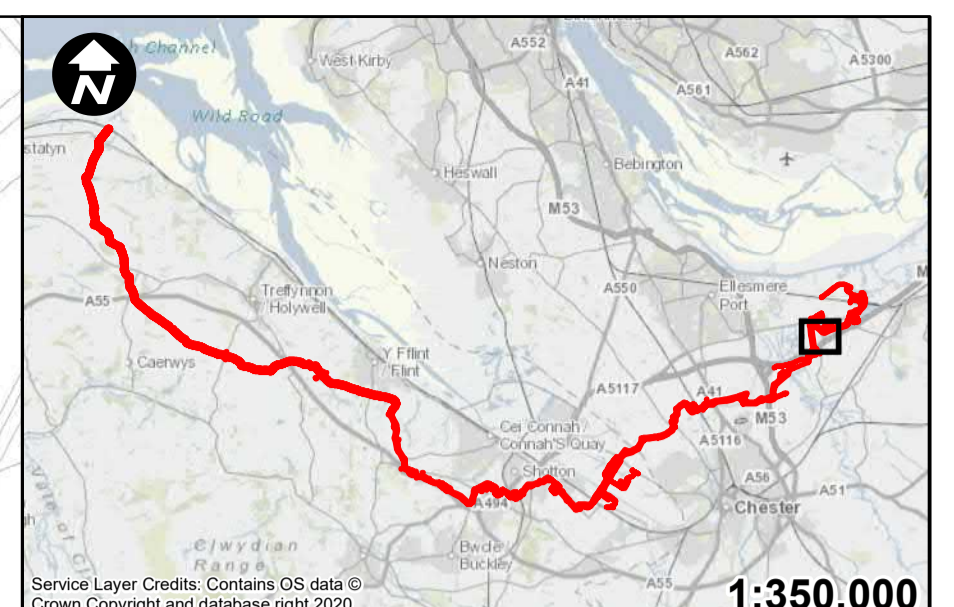 N
h Channel
West Kirby
A552
A562
A5300
A41
A561
Wild Road
statyn
Heswall
Bebington
M53
Neston
A550
Ellesmere
Port
M
A55
Treffynnon
/Holywell
Caerwys
Y Fflint
/ Flint
A5117
A41
M53
Cei Connah /
Connah'S Quay
A5116
Shotton
A56
A51
A494
Chester
Clwydian
Range
Bwcle/
Buckley
A55
Service Layer Credits: Contains OS data ©
Crown Copyright and database right 2020
1:350,000